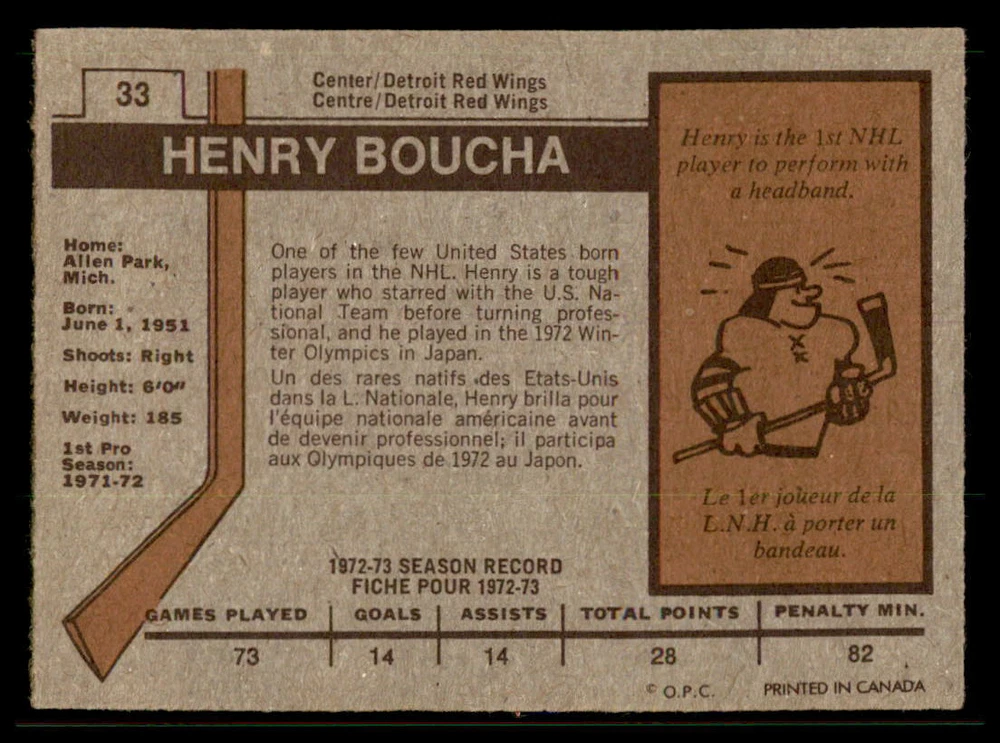 33
Center/Detroit Red Wings
Centre/Detroit Red Wings
HENRY BOUCHA
Home:
Allen Park,
Mich.
Born:
June 1, 1951
Shoots: Right
Height: 6'0"
Weight: 185
1st Pro
Season:
1971-72
One of the few United States born
players in the NHL. Henry is a tough
player who starred with the U.S. Na-
tional Team before turning profes-
sional, and he played in the 1972 Win-
ter Olympics in Japan.
Un des rares natifs des Etats-Unis
dans la L. Nationale, Henry brilla pour
l'équipe nationale américaine avant
de devenir professionnel; il participa
aux Olympiques de 1972 au Japon.
Henry is the 1st NHL
player to perform with
a headband.
Le 1er joueur de la
L.N.H. à porter un
bandeau.
1972-73 SEASON RECORD
FICHE POUR 1972-73
GAMES PLAYED GOALS ASSISTS TOTAL POINTS PENALTY MIN.
73 14 14 28 82
© O.P.C. PRINTED IN CANADA